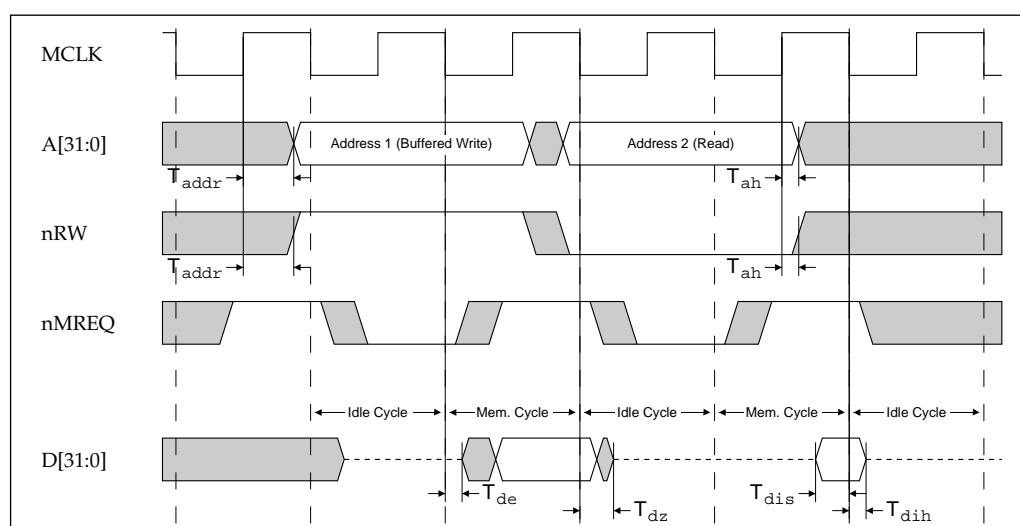 MCLK
A[31:0]
Address 1 (Buffered Write)
Address 2 (Read)
Taddr
Tah
nRW
Taddr
Tah
nMREQ
Idle Cycle
Mem. Cycle
Idle Cycle
Mem. Cycle
Idle Cycle
D[31:0]
Tde
Tdz
Tdis
Tdih